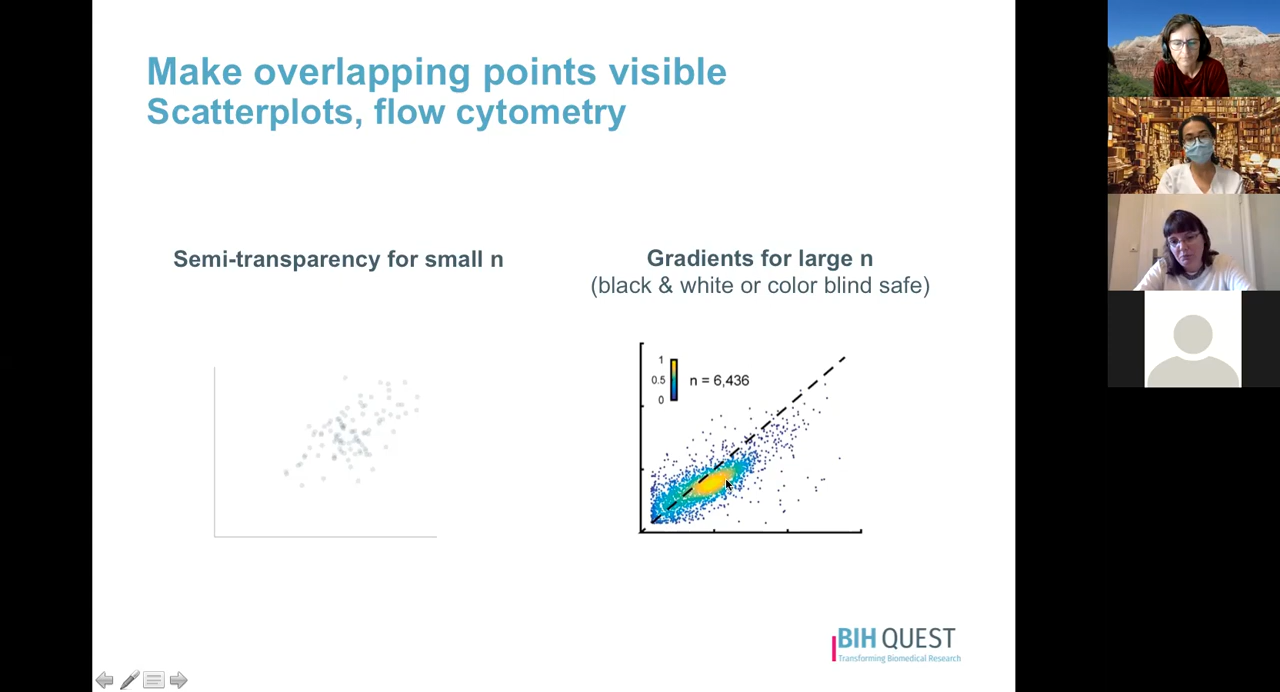 Make overlapping points visible
Scatterplots, flow cytometry
Semi-transparency for small n
Gradients for large n
(black & white or color blind safe)
1
0.5
0
n = 6,436
BIH QUEST
Transforming Biomedical Research